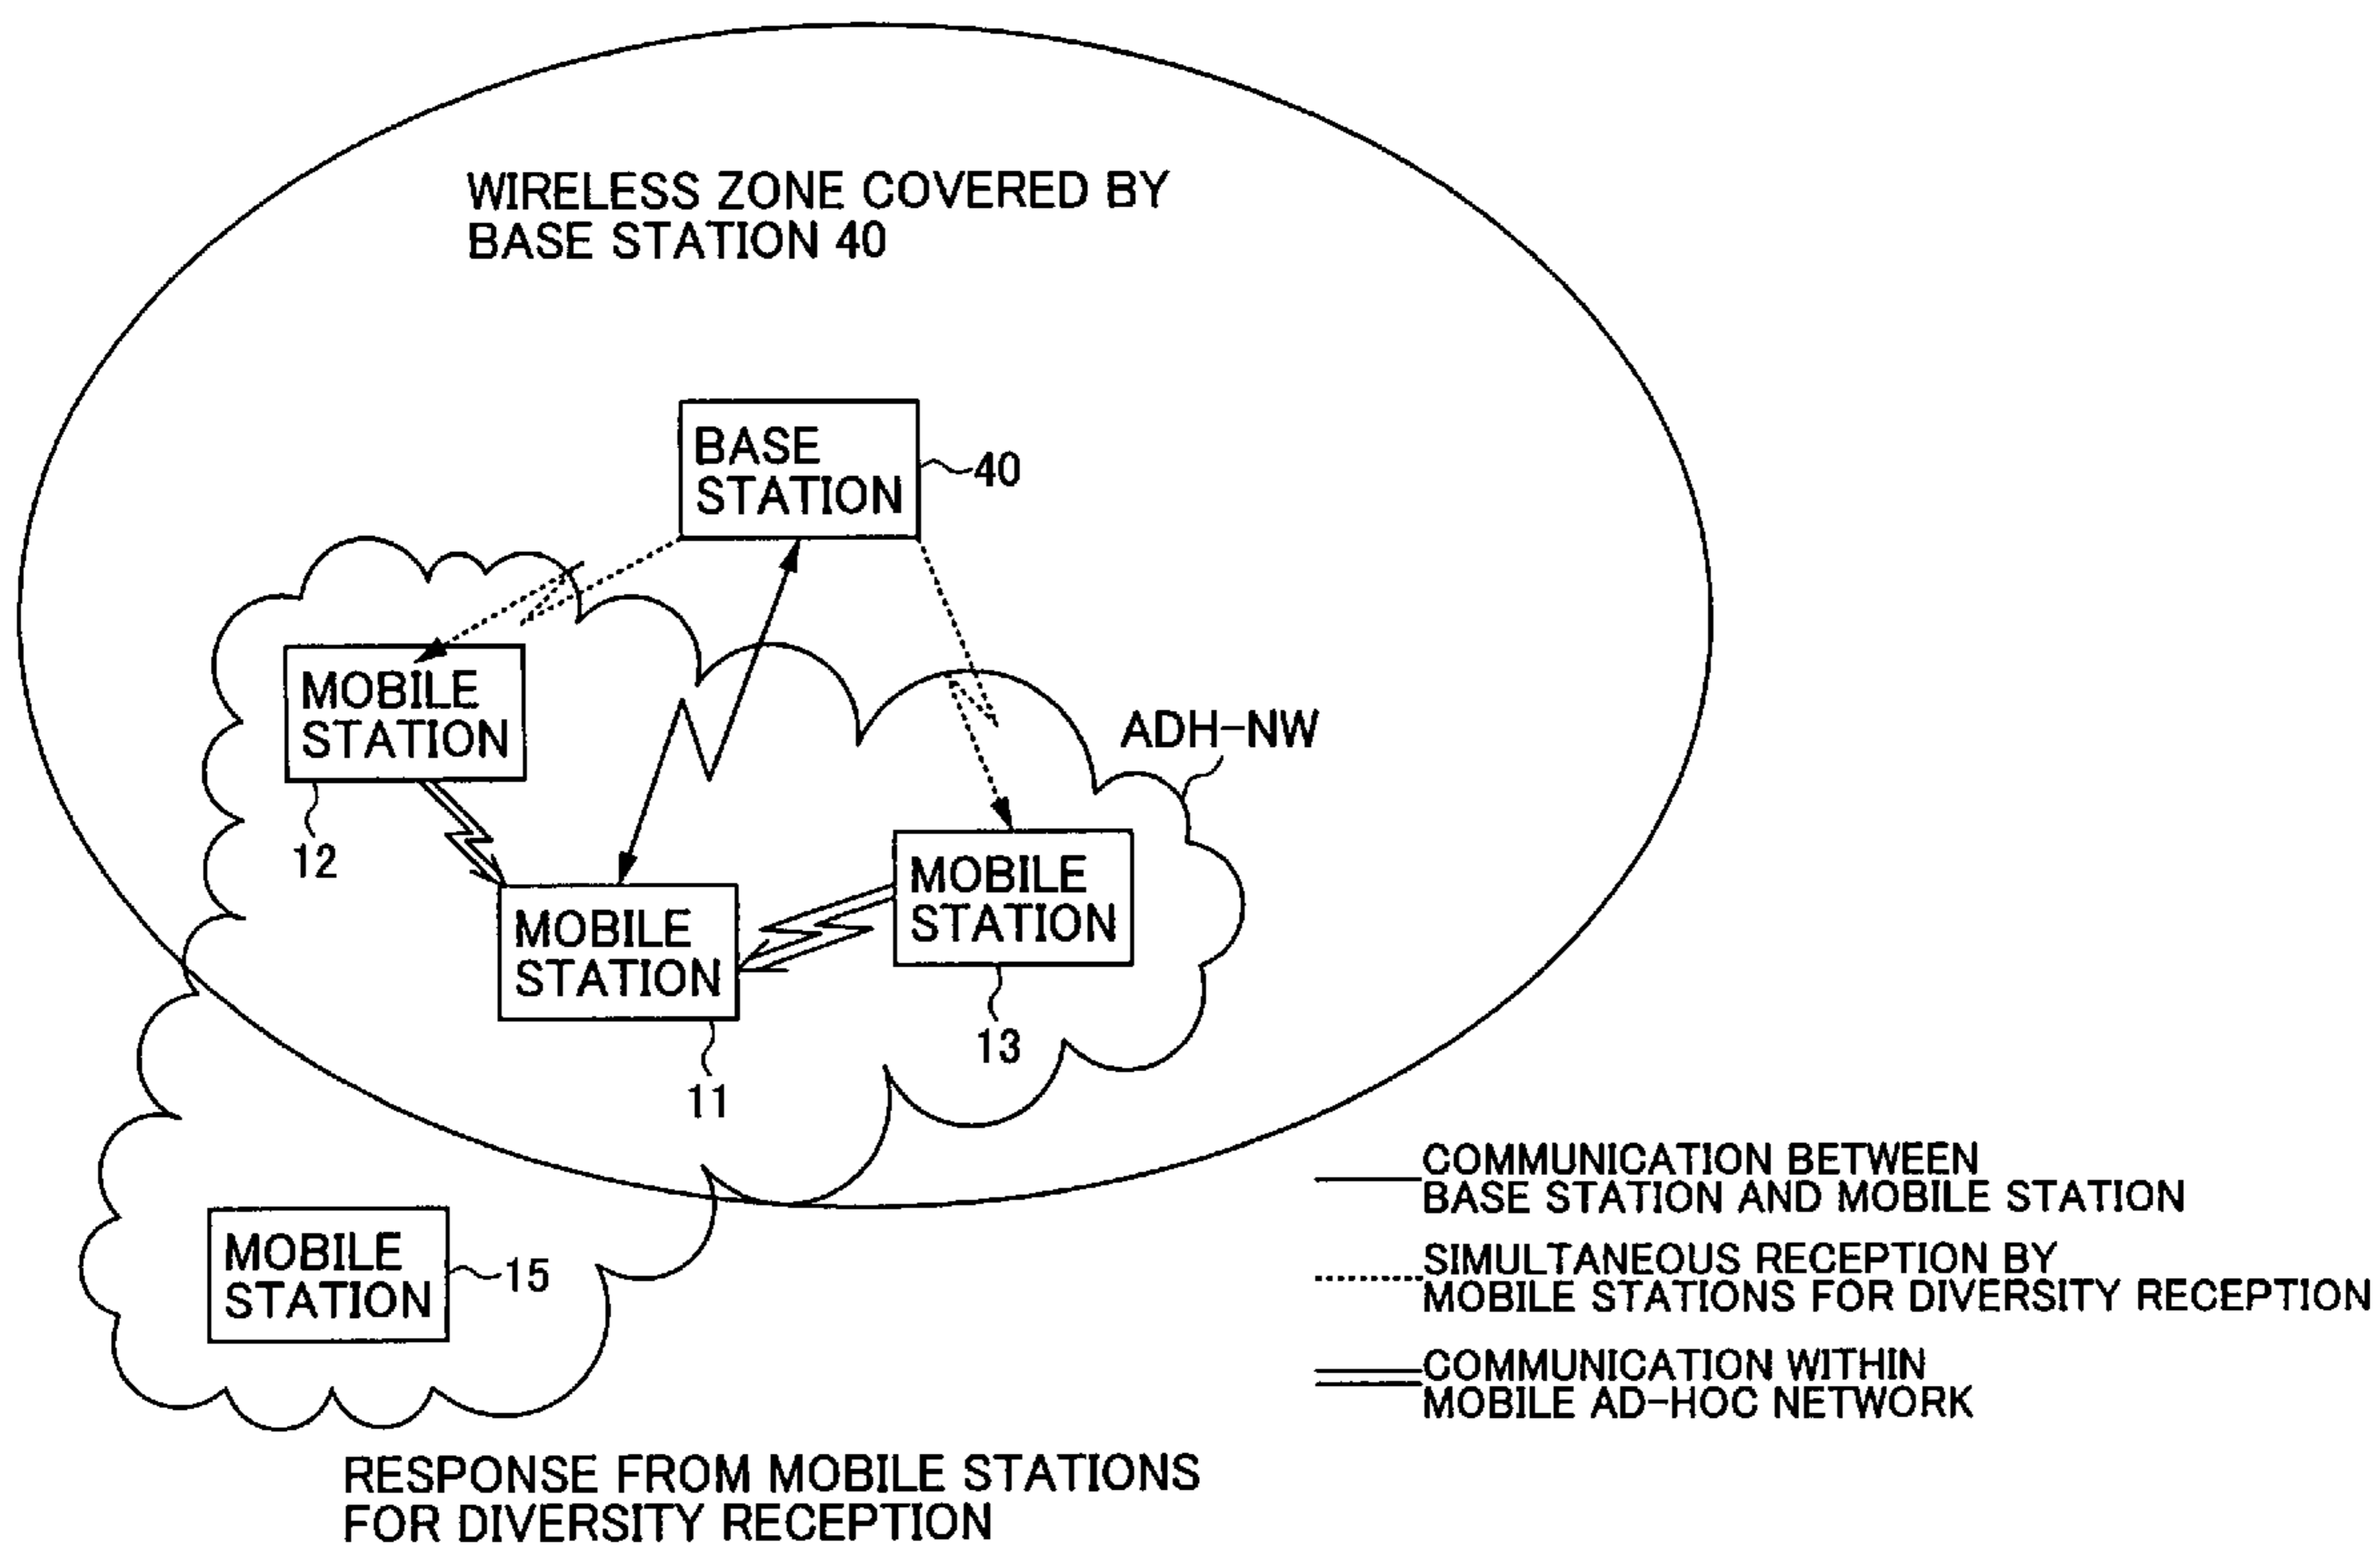 WIRELESS ZONE COVERED BY
BASE STATION 40
BASE
STATION
40
MOBILE
STATION
12
ADH-NW
MOBILE
STATION
13
MOBILE
STATION
11
MOBILE
STATION
15
COMMUNICATION BETWEEN
BASE STATION AND MOBILE STATION
SIMULTANEOUS RECEPTION BY
MOBILE STATIONS FOR DIVERSITY RECEPTION
COMMUNICATION WITHIN
MOBILE AD-HOC NETWORK
RESPONSE FROM MOBILE STATIONS
FOR DIVERSITY RECEPTION